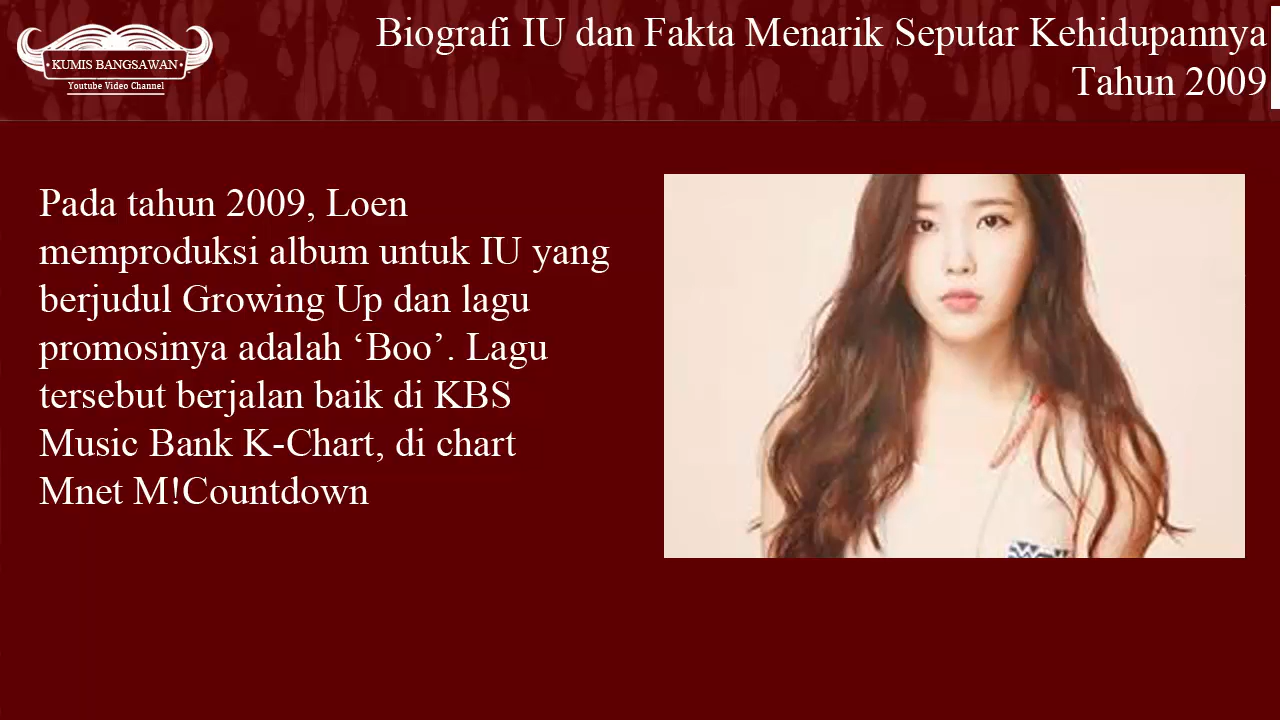 KUMIS BANGSAWAN
Youtube Video Channel
Biografi IU dan Fakta Menarik Seputar Kehidupannya
Tahun 2009
Pada tahun 2009, Loen
memproduksi album untuk IU yang
berjudul Growing Up dan lagu
promosinya adalah ‘Boo’. Lagu
tersebut berjalan baik di KBS
Music Bank K-Chart, di chart
Mnet M!Countdown